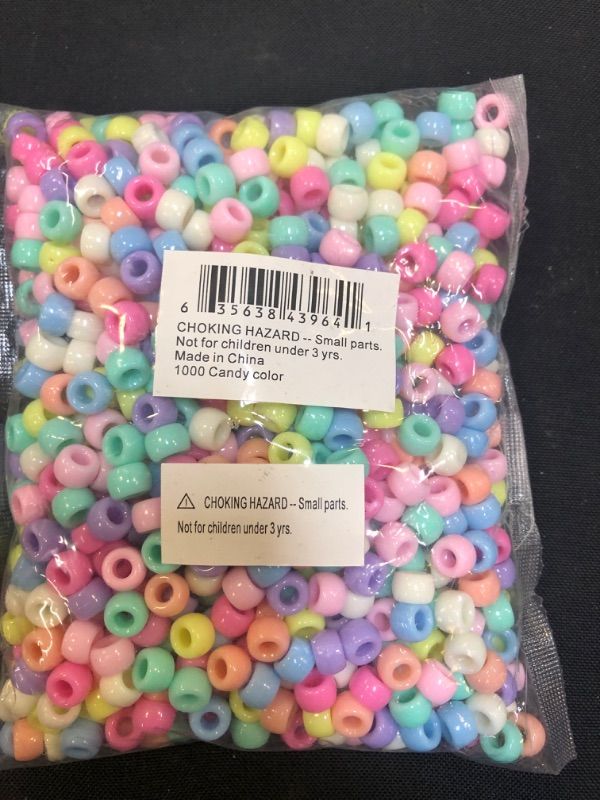 6 35638 43964 1
CHOKING HAZARD -- Small parts.
Not for children under 3 yrs.
Made in China
1000 Candy color
⚠ CHOKING HAZARD -- Small parts.
Not for children under 3 yrs.